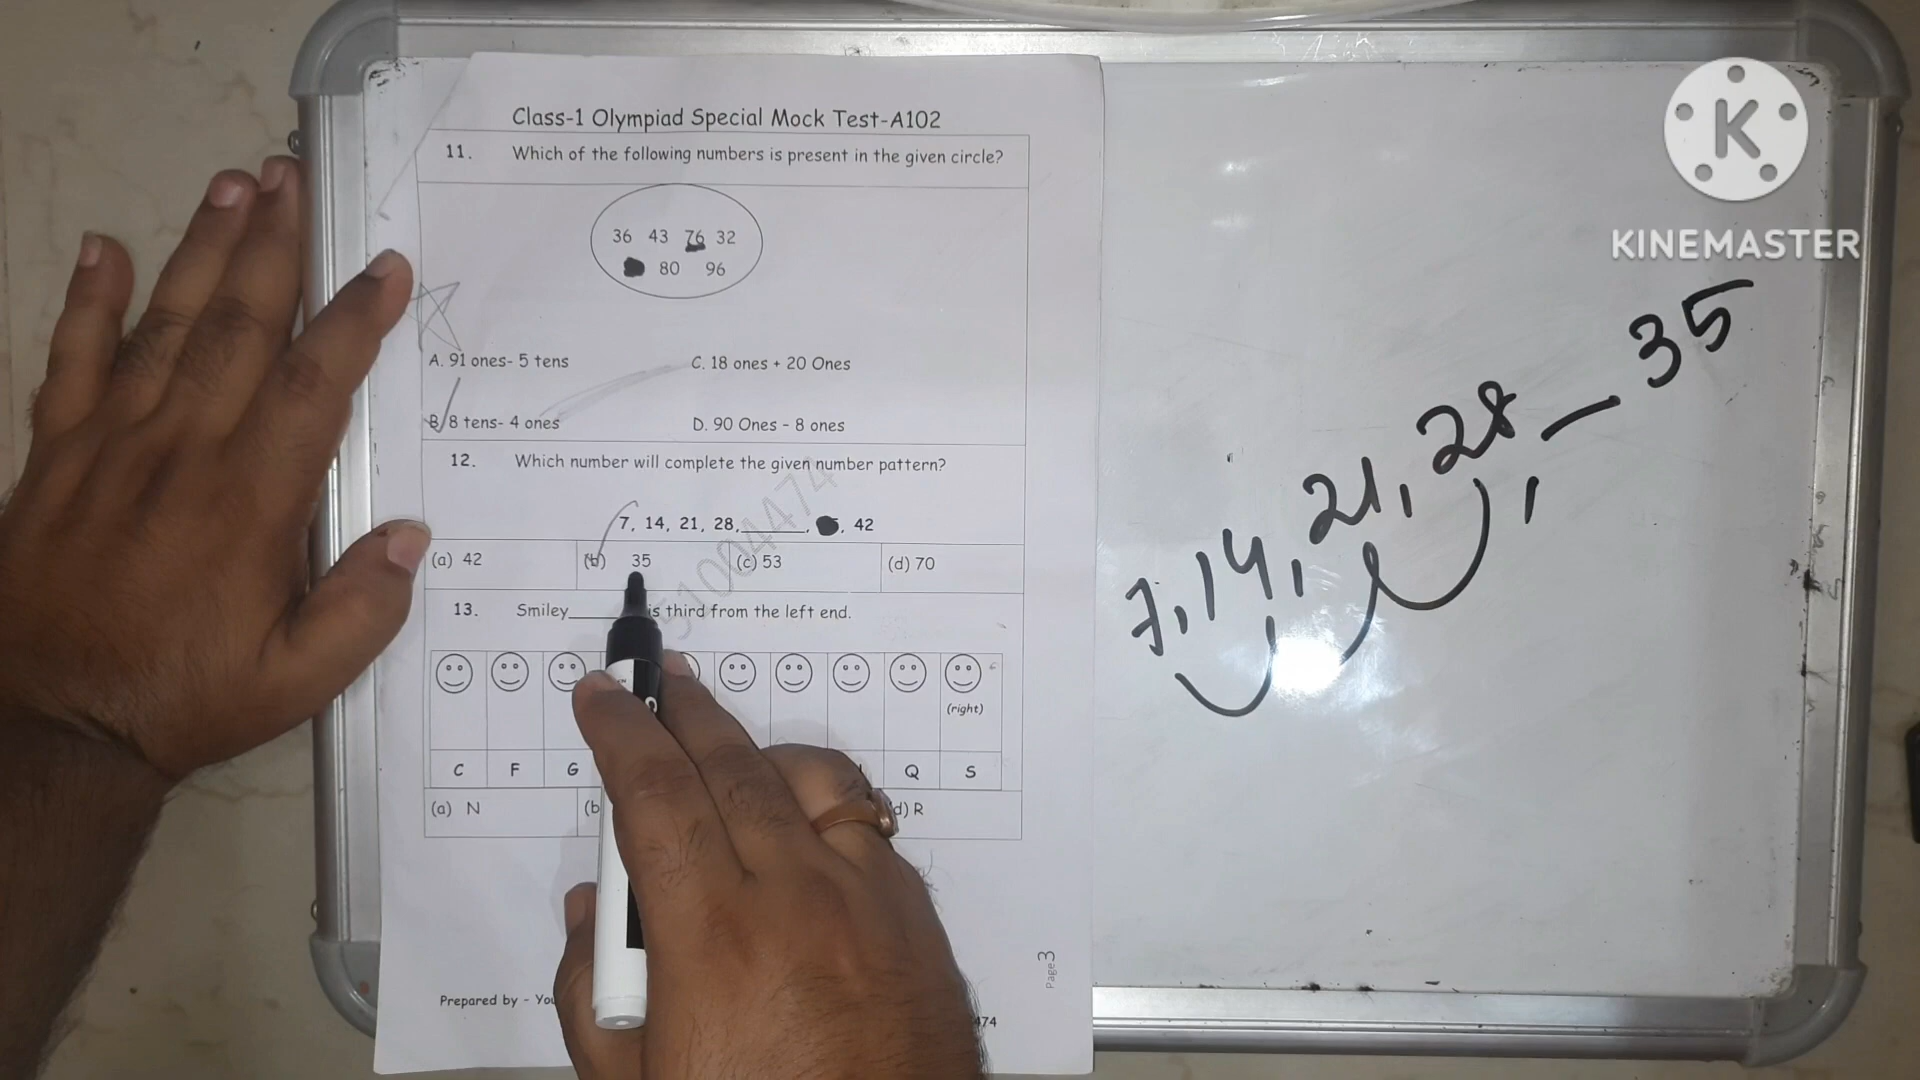 Class-1 Olympiad Special Mock Test-A102
11. Which of the following numbers is present in the given circle?
36 43 76 32
80 96
A. 91 ones- 5 tens C. 18 ones + 20 Ones
B. 8 tens- 4 ones D. 90 Ones - 8 ones
12. Which number will complete the given number pattern?
7, 14, 21, 28,______, , 42
(a) 42 (b) 35 (c) 53 (d) 70
13. Smiley is third from the left end.
(right)
C F G Q S
(a) N (b d) R
Prepared by - You
474
Page3
51004474
KINEMASTER
K
7, 14, 21, 28, _ 35